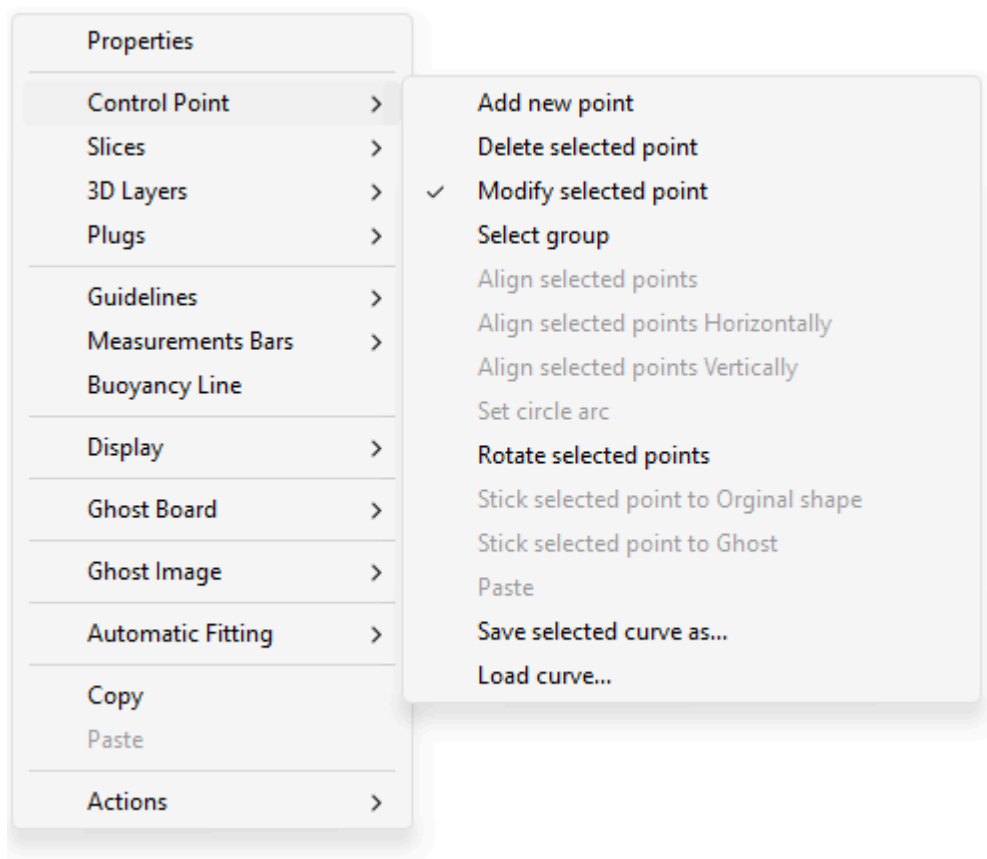 Properties
Control Point
Slices
3D Layers
Plugs
Guidelines
Measurements Bars
Buoyancy Line
Display
Ghost Board
Ghost Image
Automatic Fitting
Copy
Paste
Actions
Add new point
Delete selected point
Modify selected point
Select group
Align selected points
Align selected points Horizontally
Align selected points Vertically
Set circle arc
Rotate selected points
Stick selected point to Orginal shape
Stick selected point to Ghost
Paste
Save selected curve as...
Load curve...